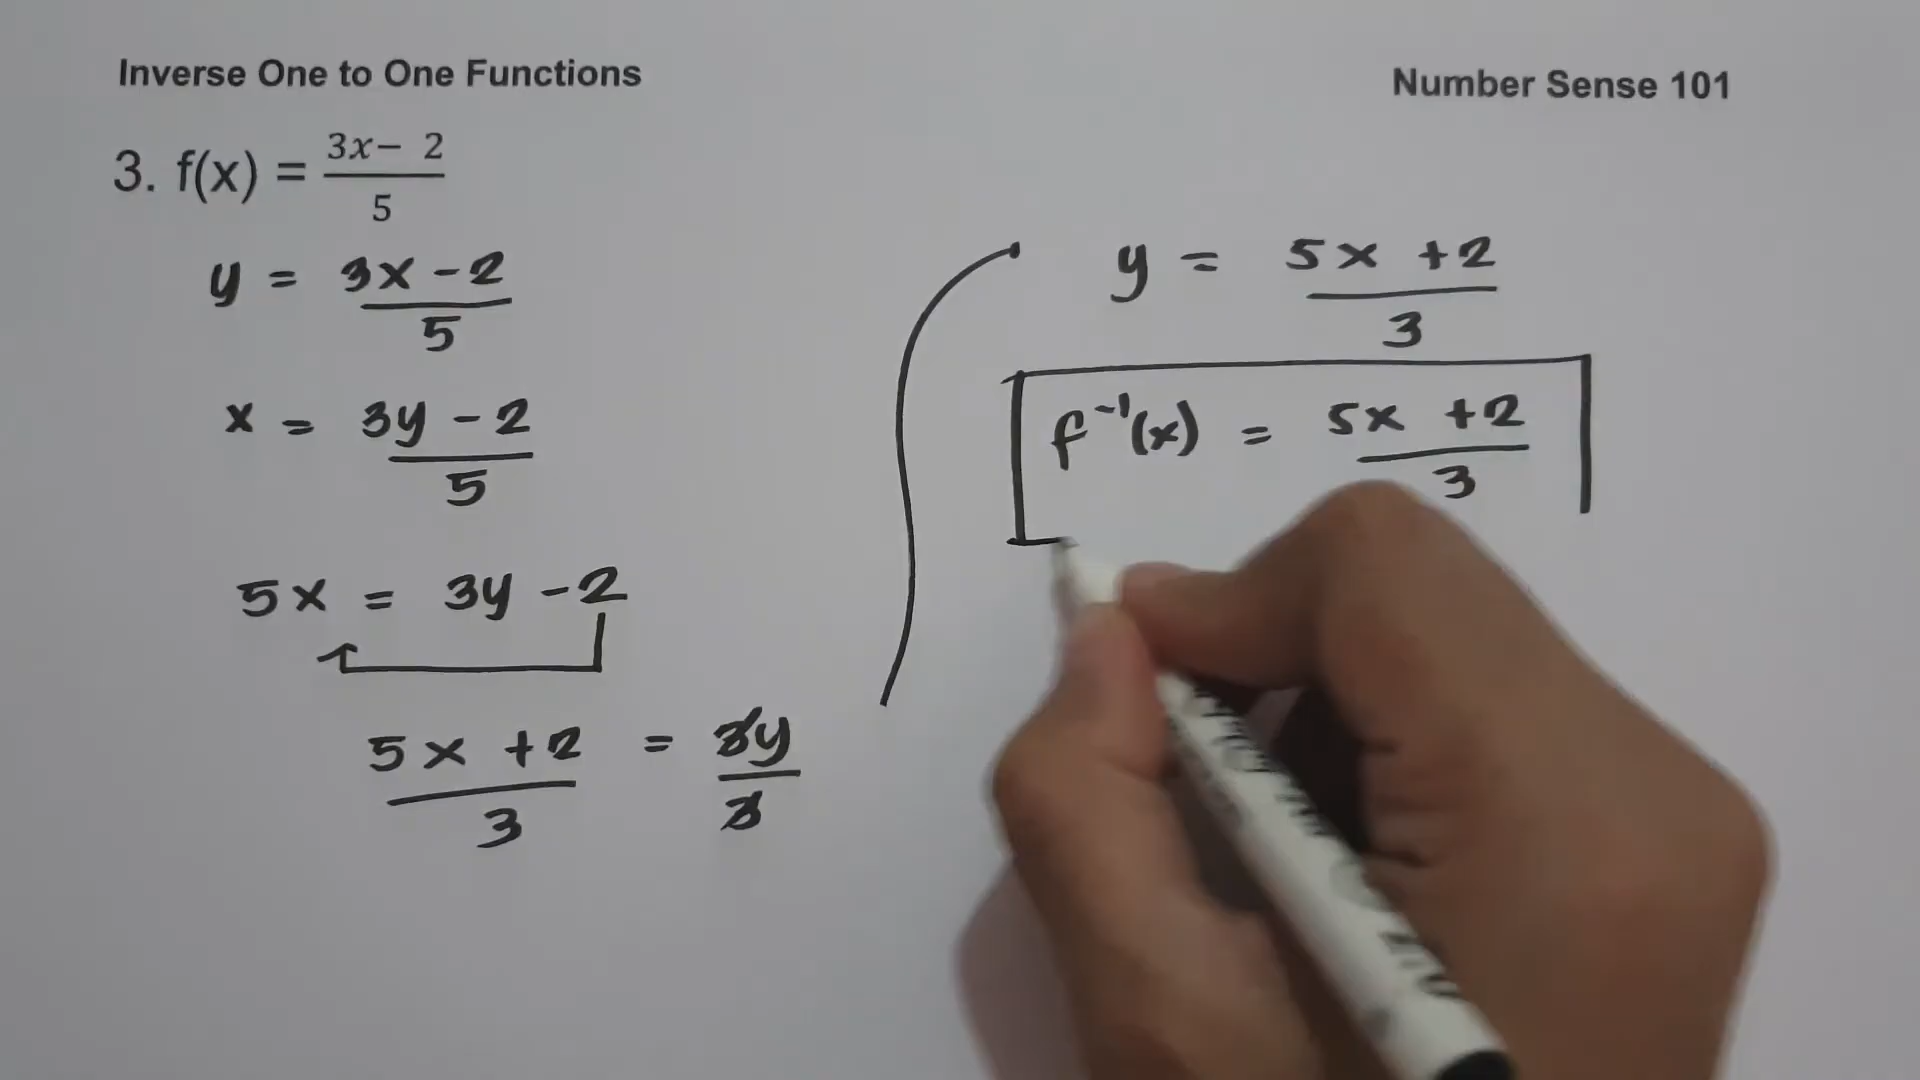 Inverse One to One Functions
Number Sense 101
3. f(x) = 3x− 2 / 5
y = 3x - 2 / 5
x = 3y - 2 / 5
5x = 3y - 2
5x + 2 / 3 = 3y / 3
y = 5x + 2 / 3
f⁻¹(x) = 5x + 2 / 3